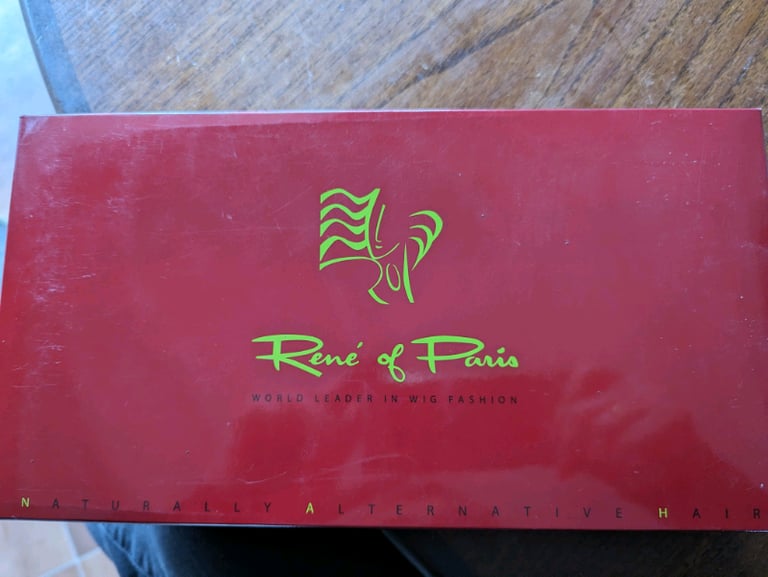 René of Paris
WORLD LEADER IN WIG FASHION
NATURALLY ALTERNATIVE HAIR